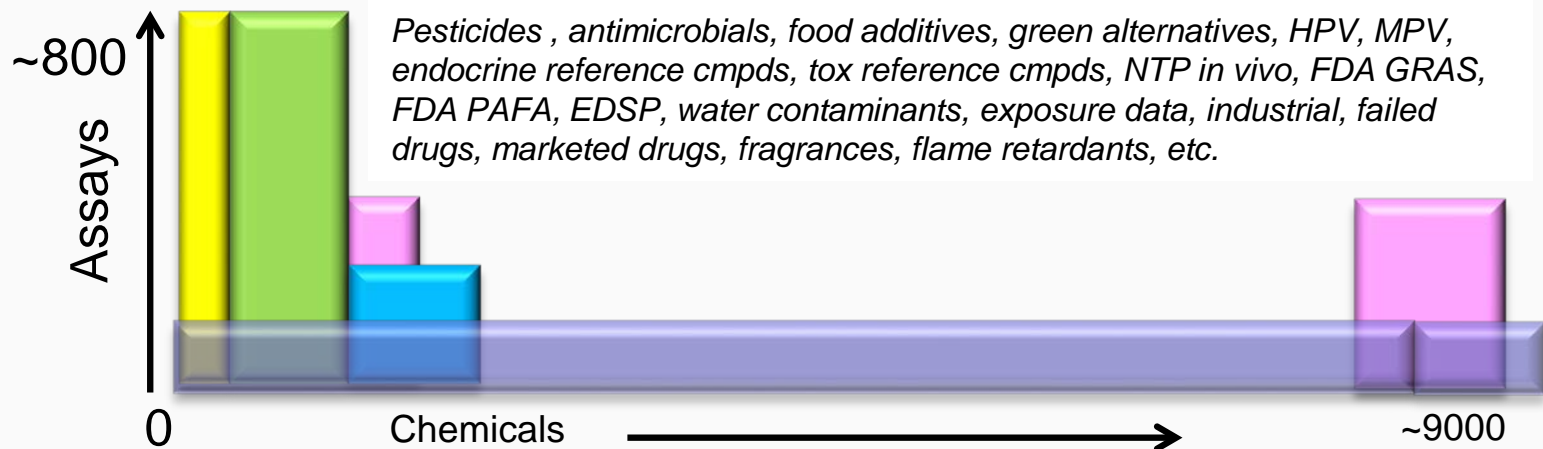 ~800
Assays
Pesticides , antimicrobials, food additives, green alternatives, HPV, MPV,
endocrine reference cmpds, tox reference cmpds, NTP in vivo, FDA GRAS,
FDA PAFA, EDSP, water contaminants, exposure data, industrial, failed
drugs, marketed drugs, fragrances, flame retardants, etc.
0
Chemicals
~9000